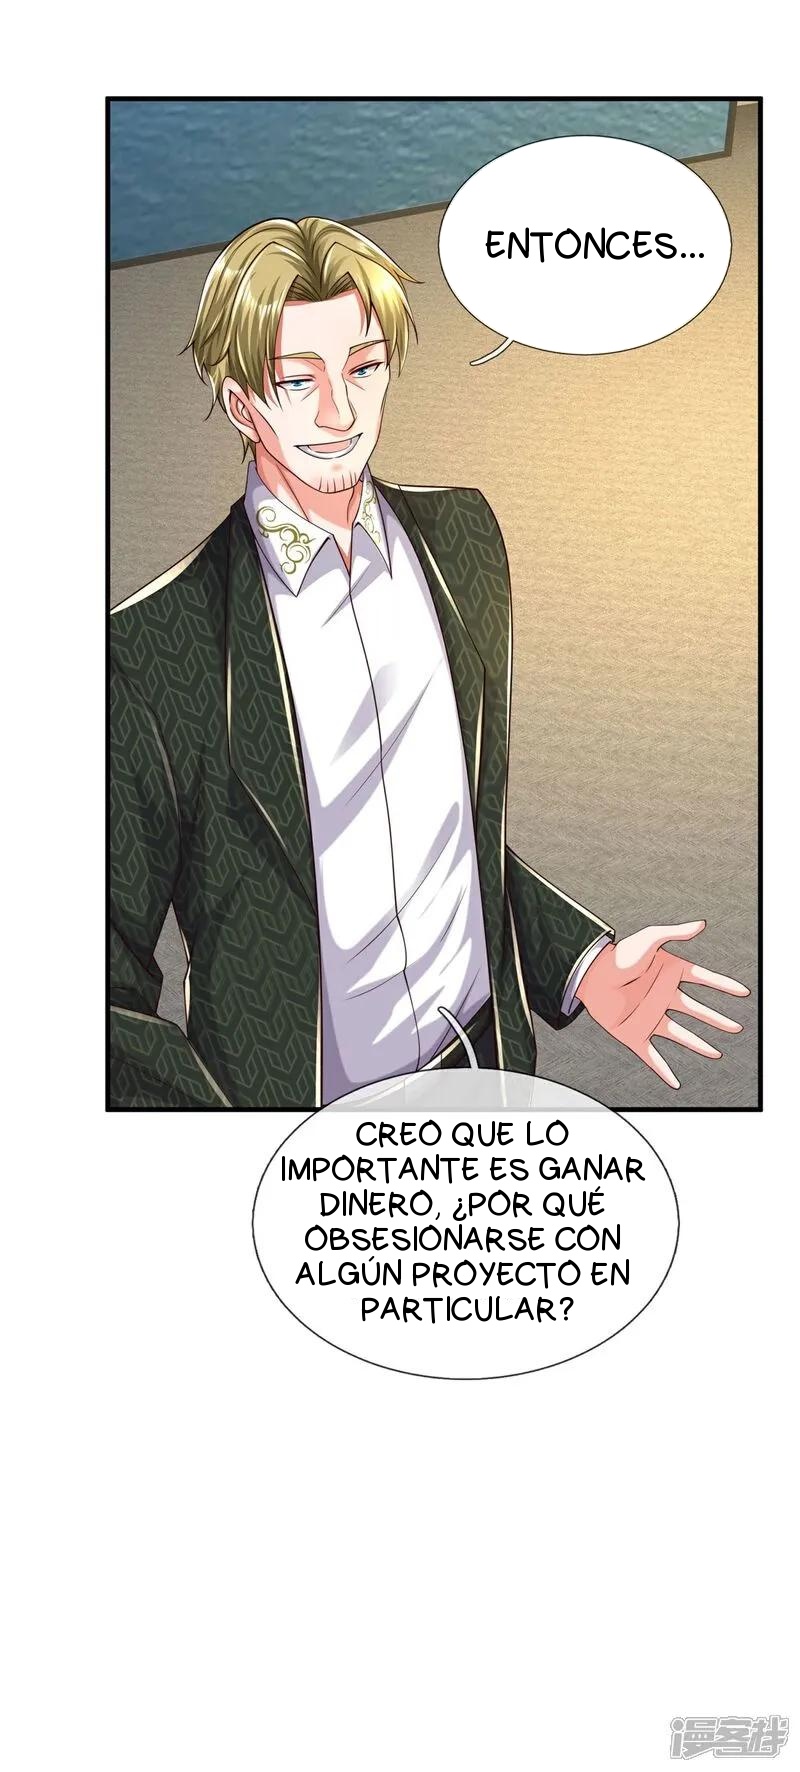 ENTONCES...
CREO QUE LO
IMPORTANTE ES GANAR
DINERO, ¿POR QUÉ
OBSESIONARSE CON
ALGÚN PROYECTO EN
PARTICULAR?
漫客栈